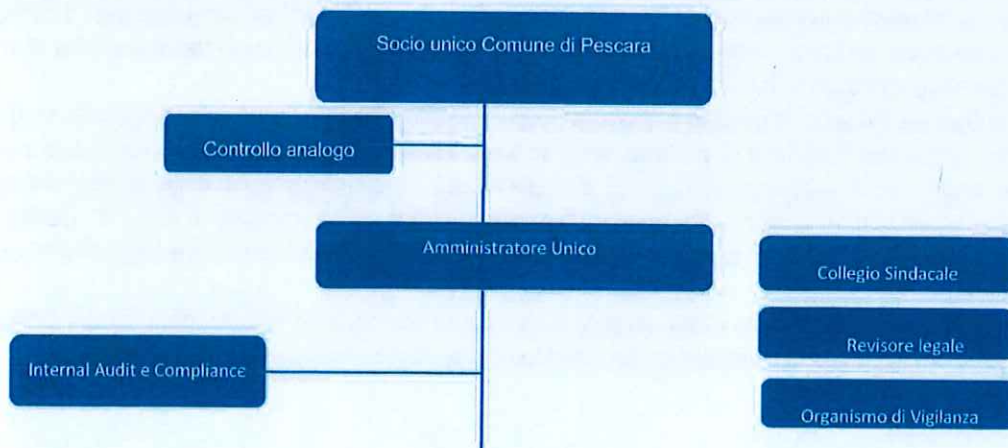 Socio unico Comune di Pescara
Controllo analogo
Amministratore Unico
Collegio Sindacale
Revisore legale
Internal Audit e Compliance
Organismo di Vigilanza